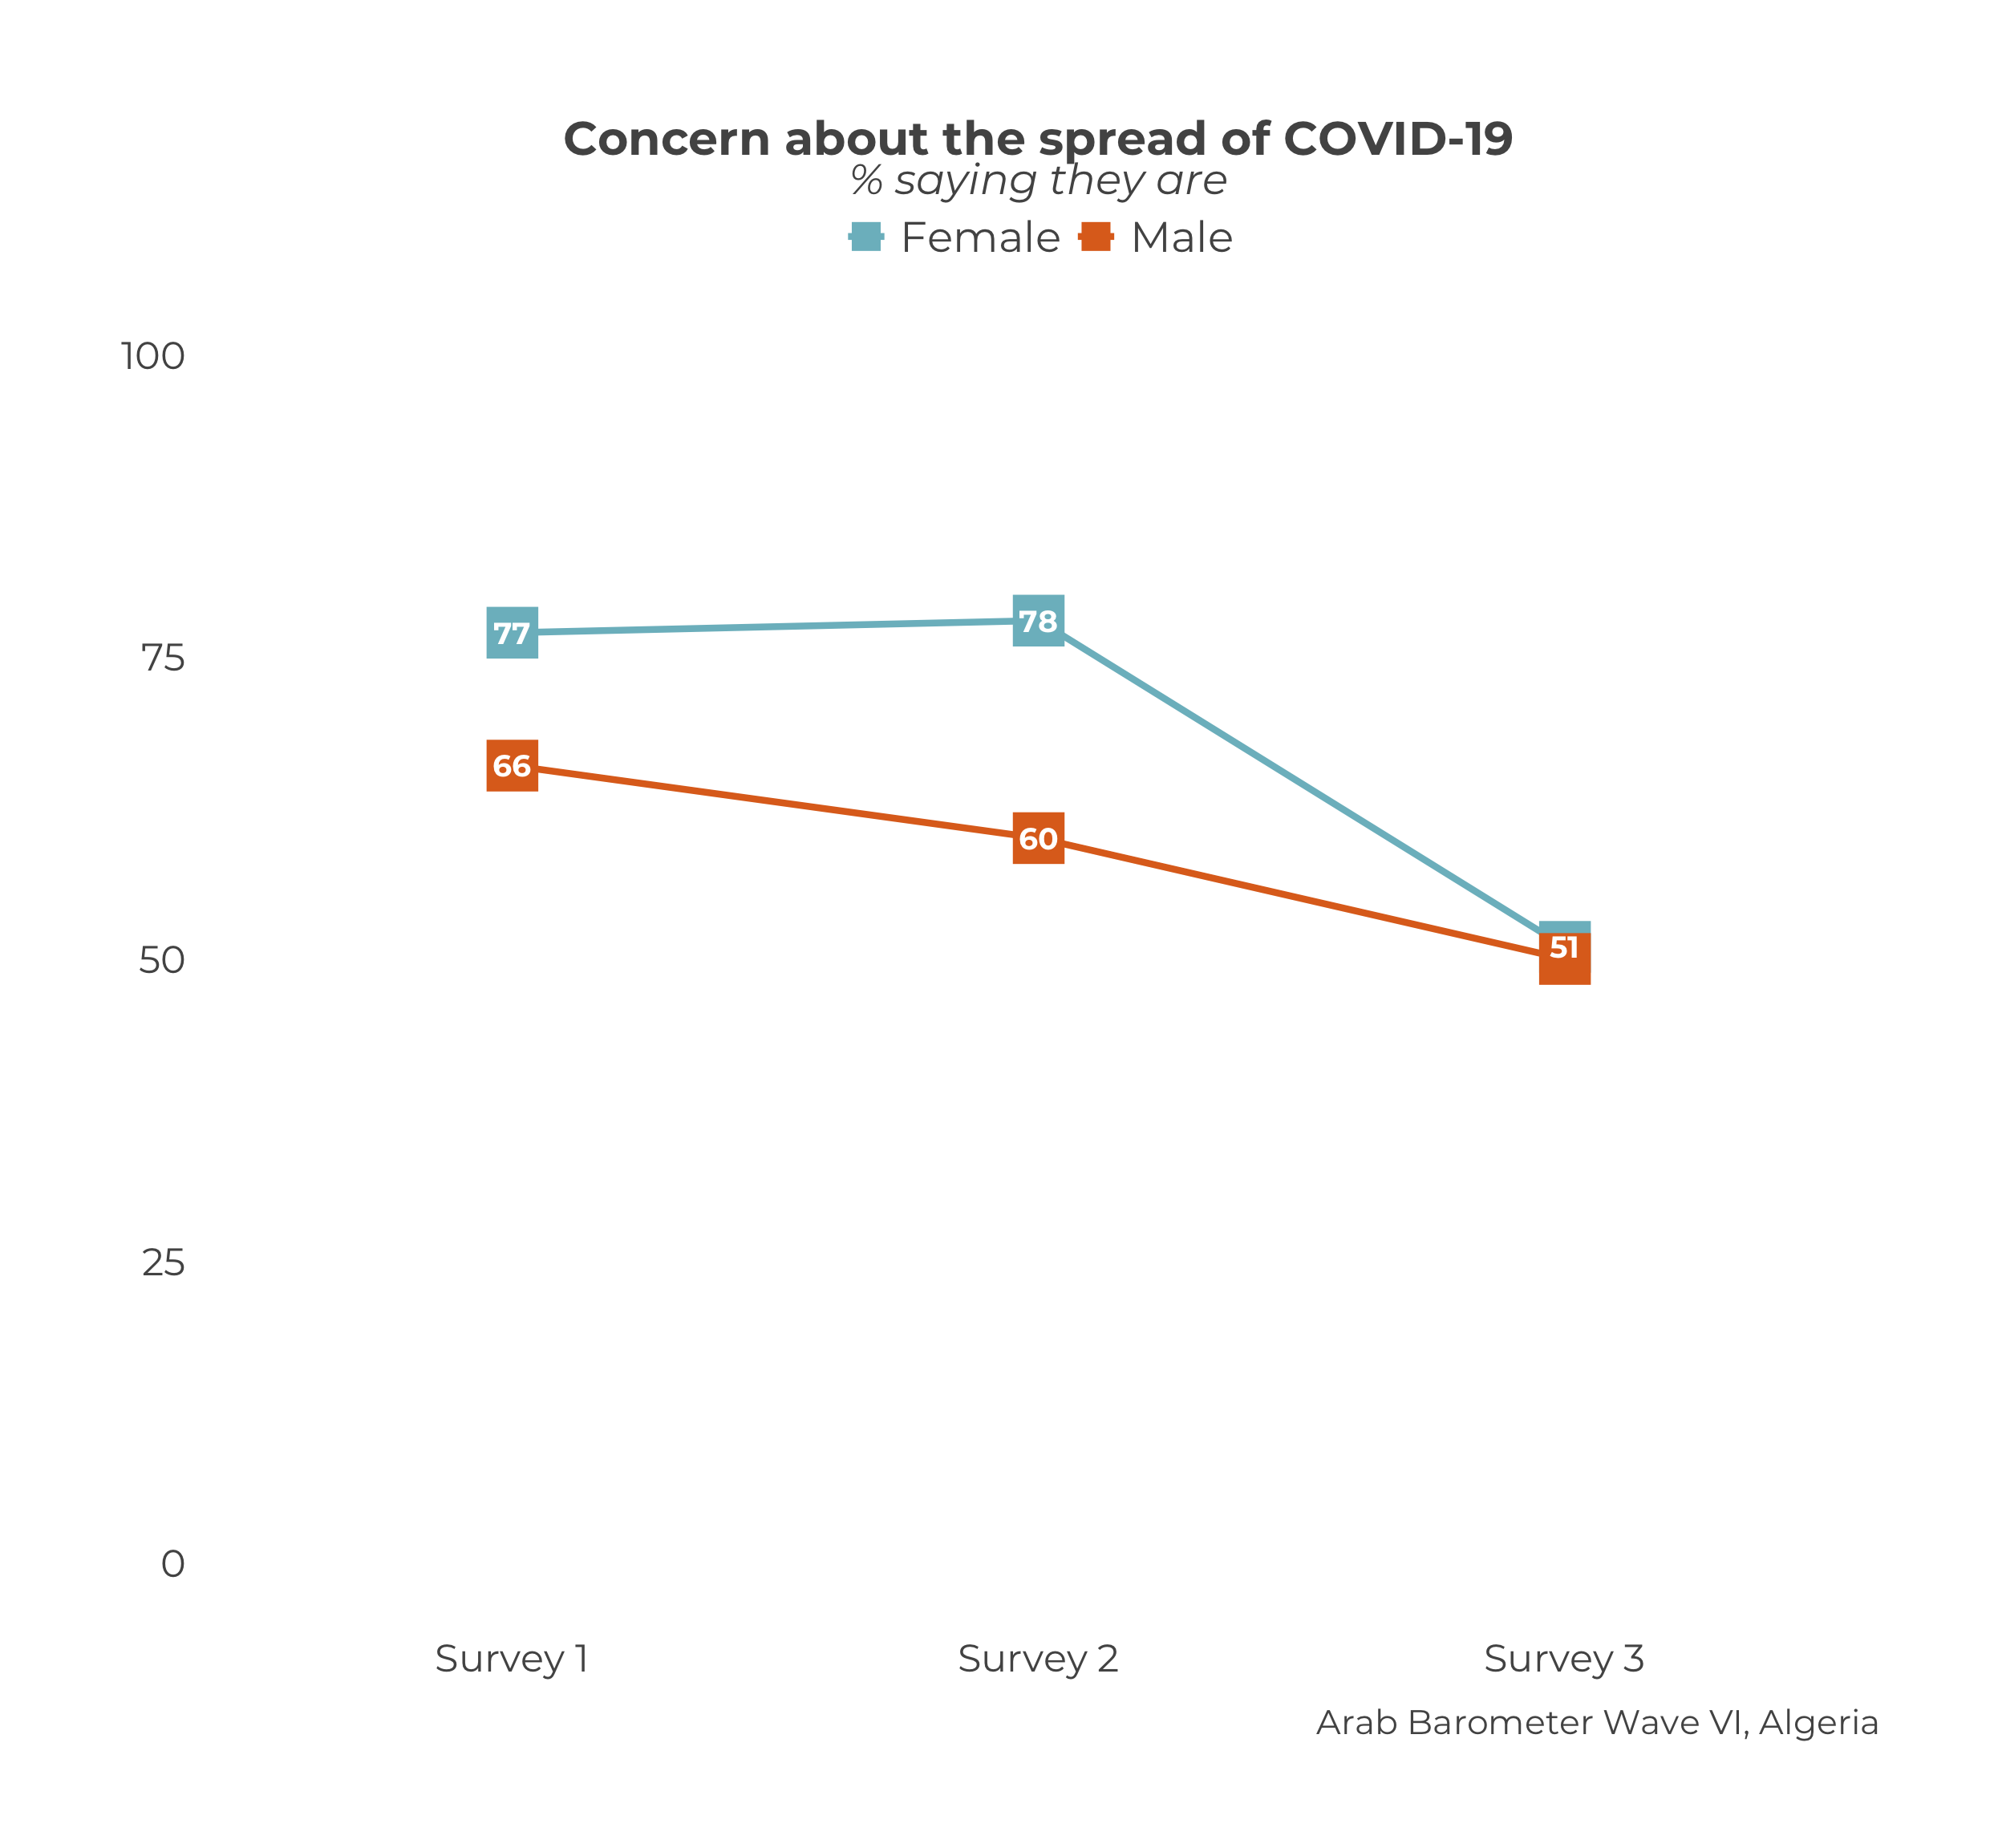 Concern about the spread of COVID-19
% saying they are
Female Male
100
75
50
25
0
77
78
66
60
51
Survey 1 Survey 2 Survey 3
Arab Barometer Wave VI, Algeria